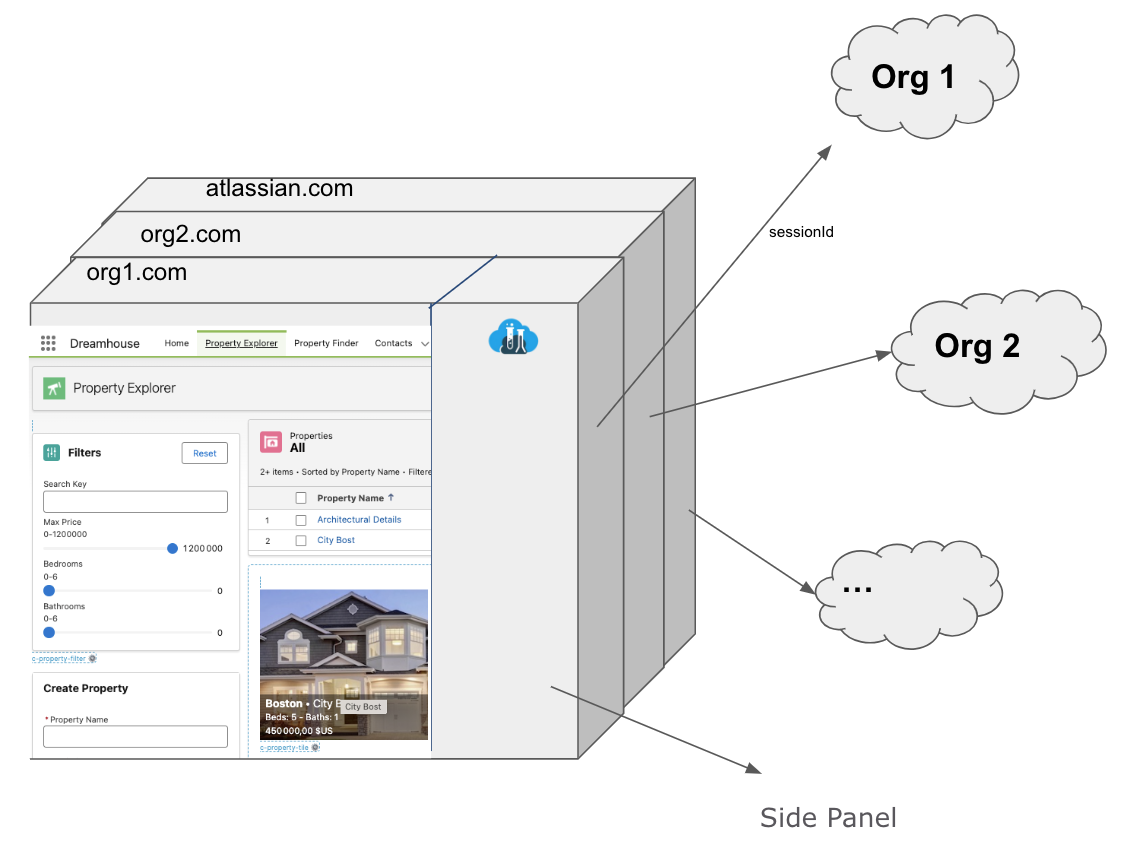 Org 1
atlassian.com
sessionId
org2.com
org1.com
Org 2
Dreamhouse Home Property Explorer Property Finder Contacts
Property Explorer
Filters
Reset
Search Key
Max Price
0-1200000
1200 000
Bedrooms
0-6
0
Bathrooms
0-6
0
c-property-filter
Create Property
* Property Name
Properties
All
2+ items • Sorted by Property Name • Filtere
Property Name ↑
1 Architectural Details
2 City Bost
Boston • City B
City Bost
Beds: 5 - Baths: 1
450 000,00 $US
c-property-tile
...
Side Panel